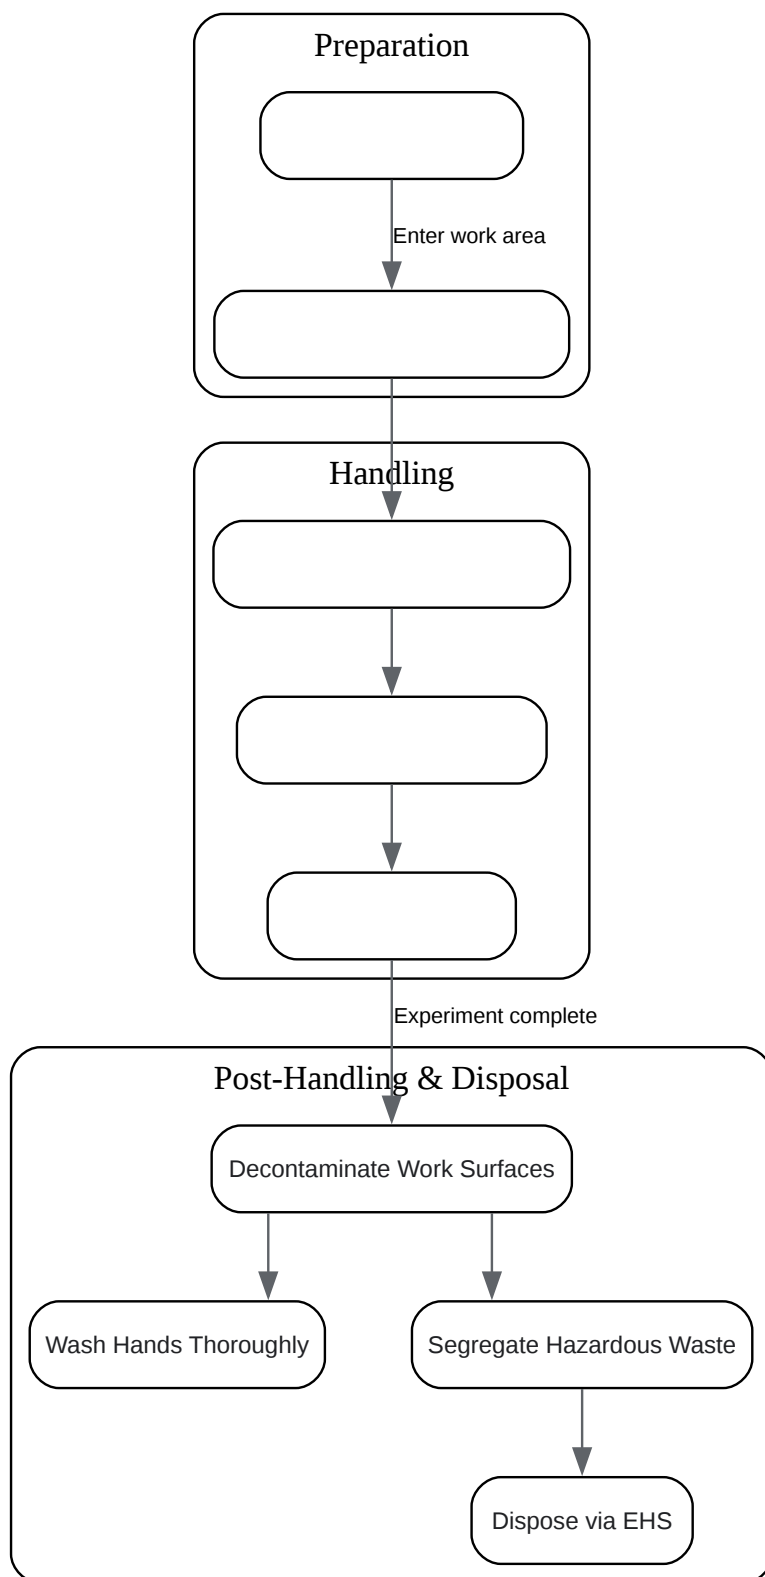 Preparation
Enter work area
Handling
Experiment complete
Post-Handling & Disposal
Decontaminate Work Surfaces
Wash Hands Thoroughly
Segregate Hazardous Waste
Dispose via EHS